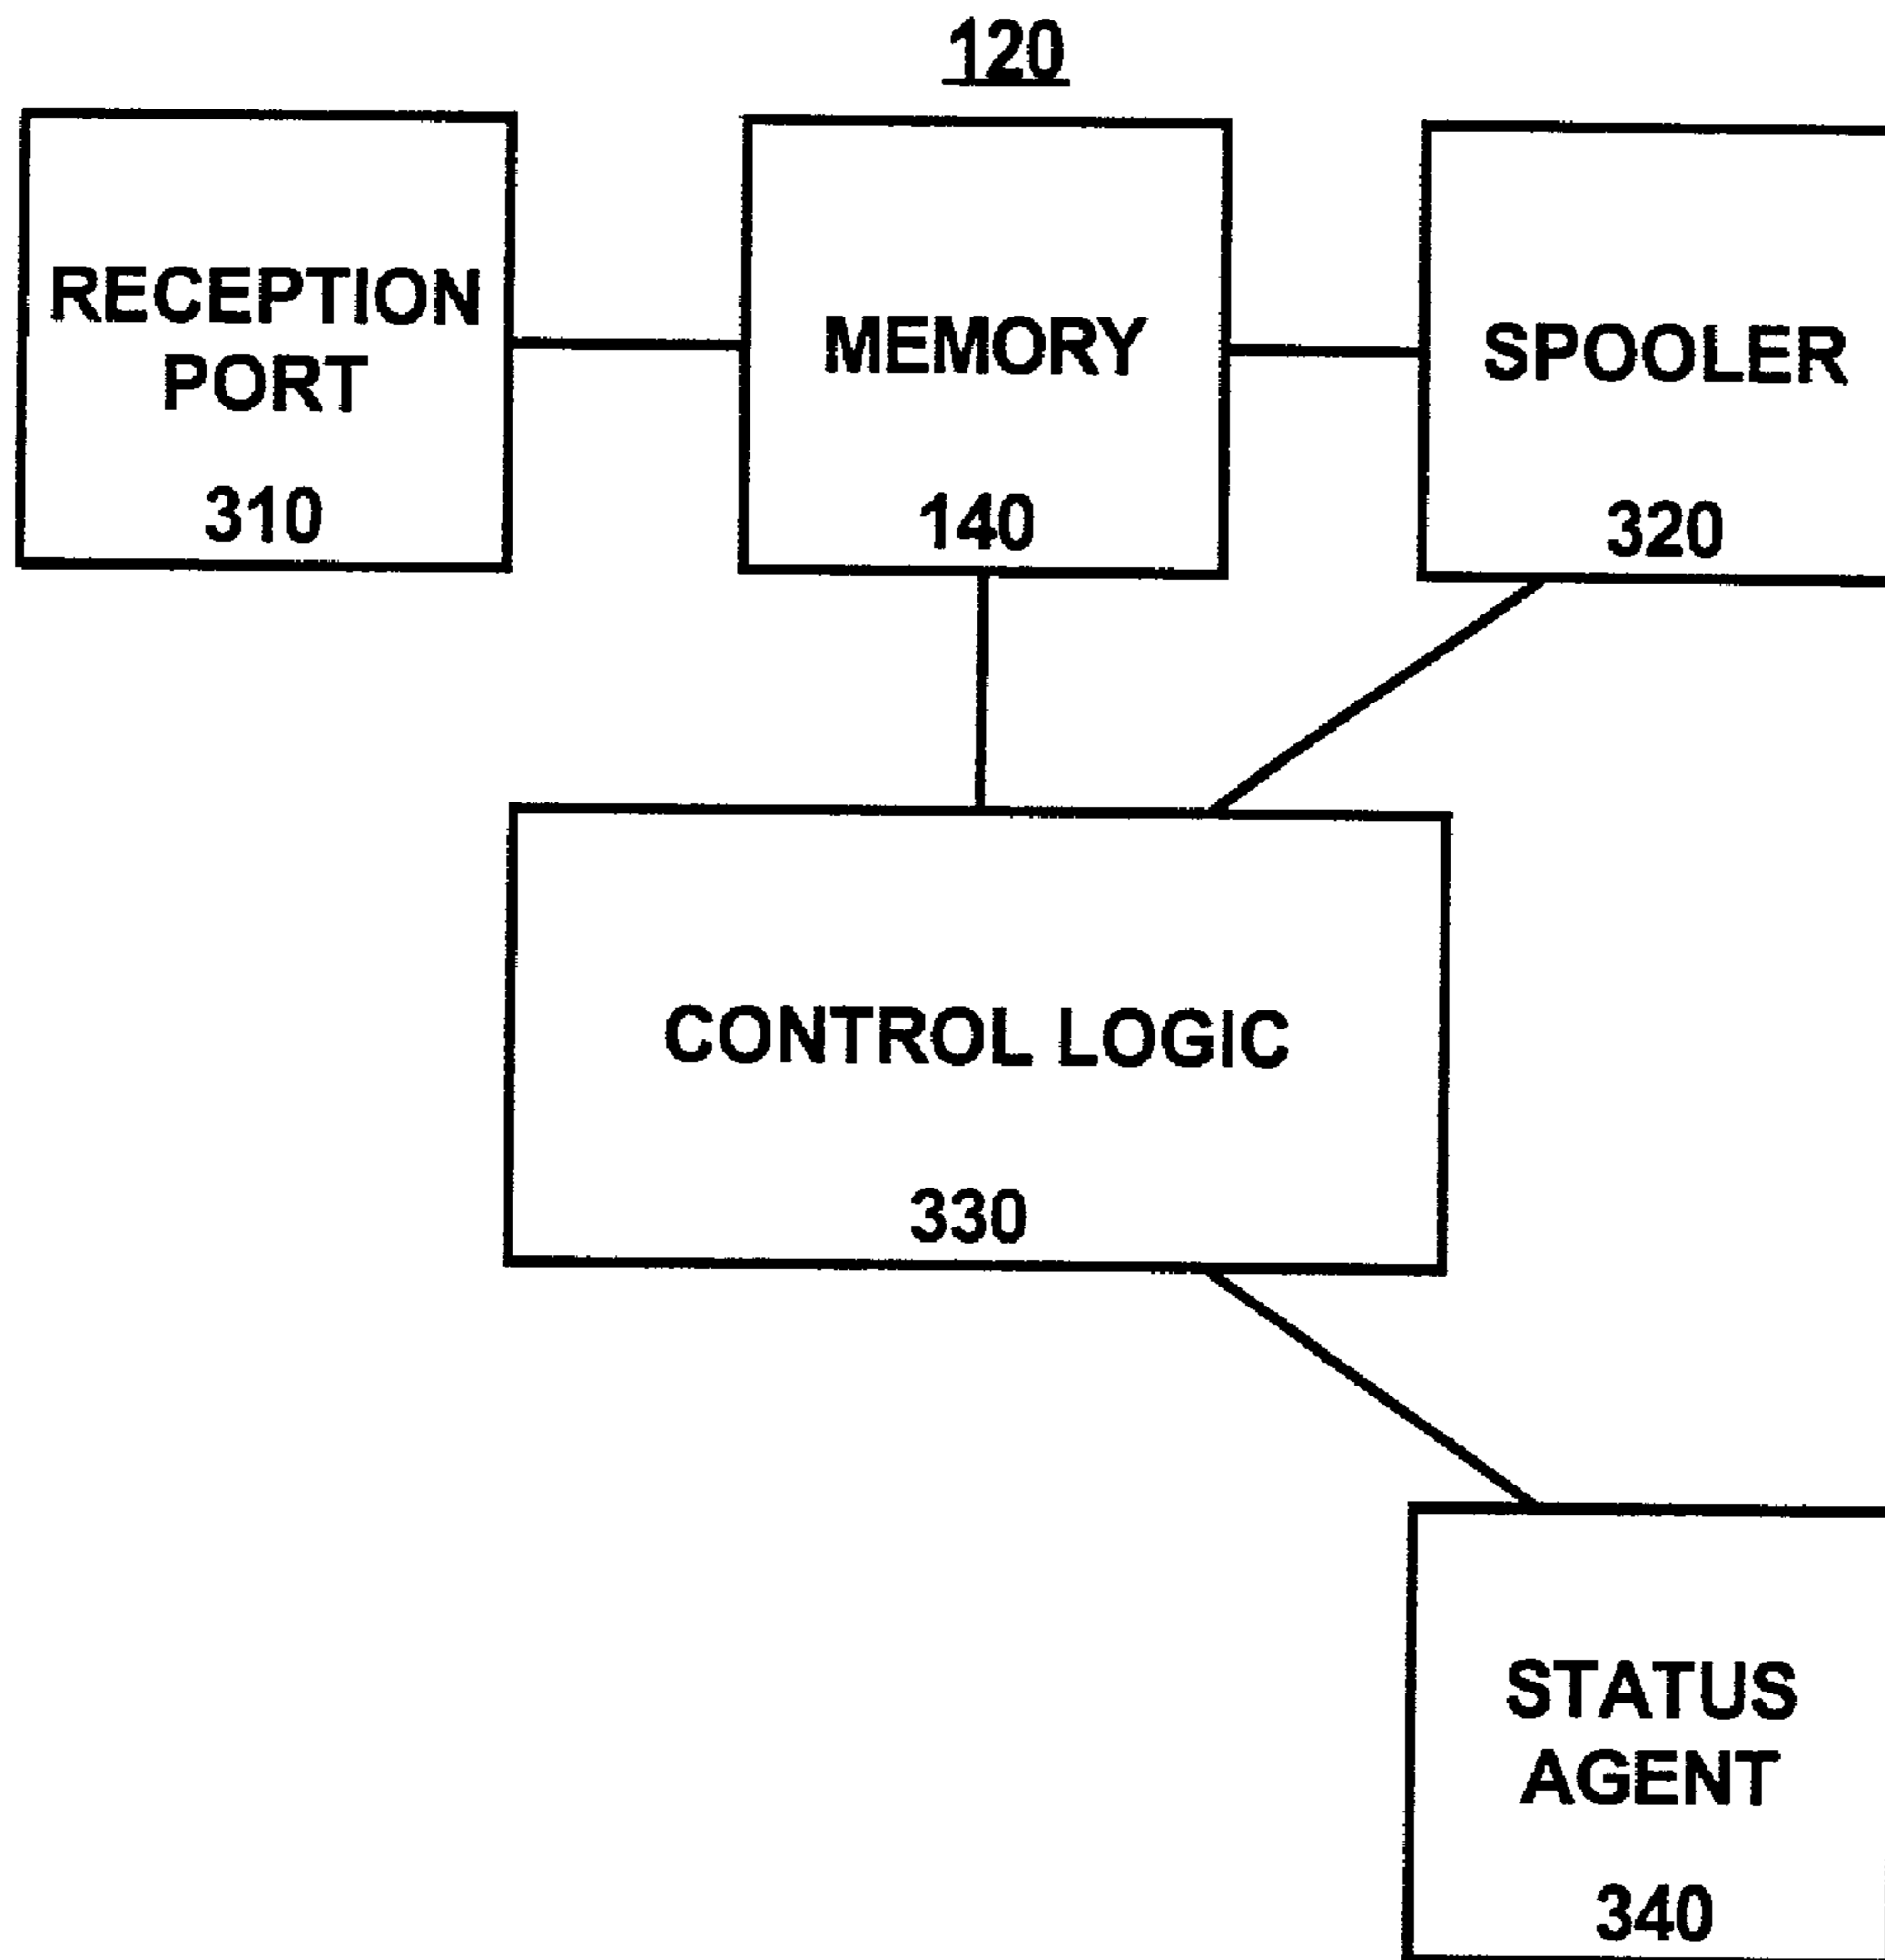 120
RECEPTION
PORT
310
MEMORY
140
SPOOLER
320
CONTROL LOGIC
330
STATUS
AGENT
340